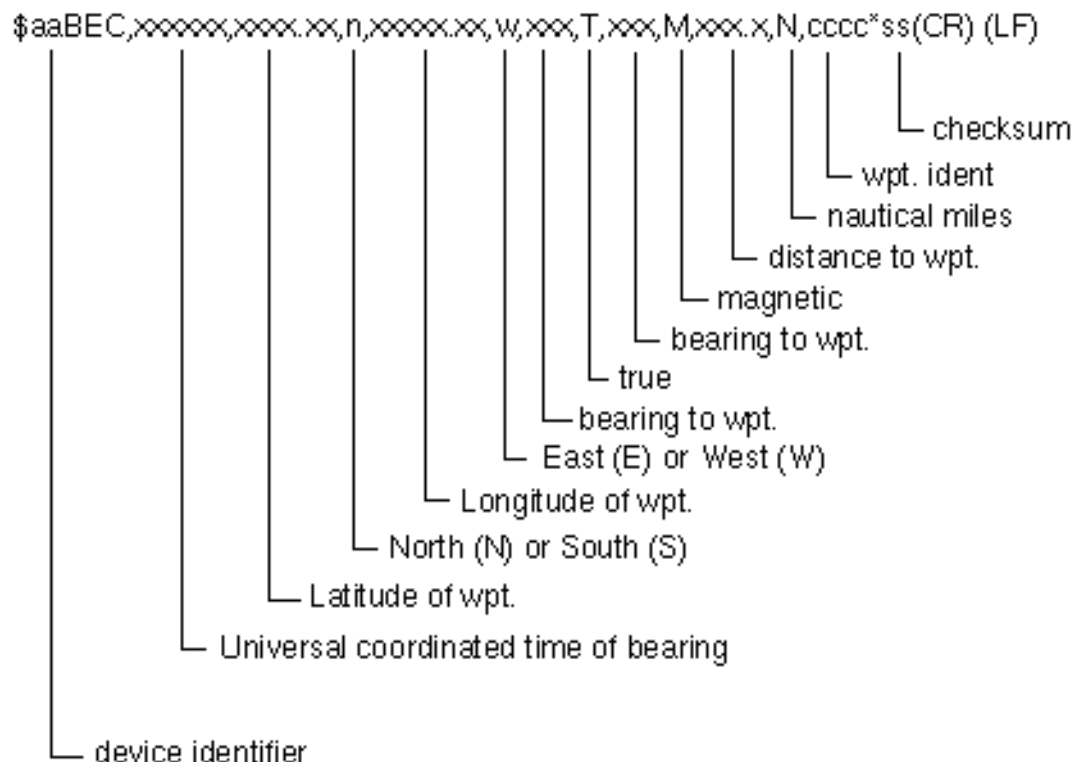 $aaBEC,xxxxxx,xxxx.xx,n,xxxxx.xx,w,xxx,T,xxx,M,xxx.x,N,cccc*ss(CR) (LF)
checksum
wpt. ident
nautical miles
distance to wpt.
magnetic
bearing to wpt.
true
bearing to wpt.
East (E) or West (W)
Longitude of wpt.
North (N) or South (S)
Latitude of wpt.
Universal coordinated time of bearing
device identifier